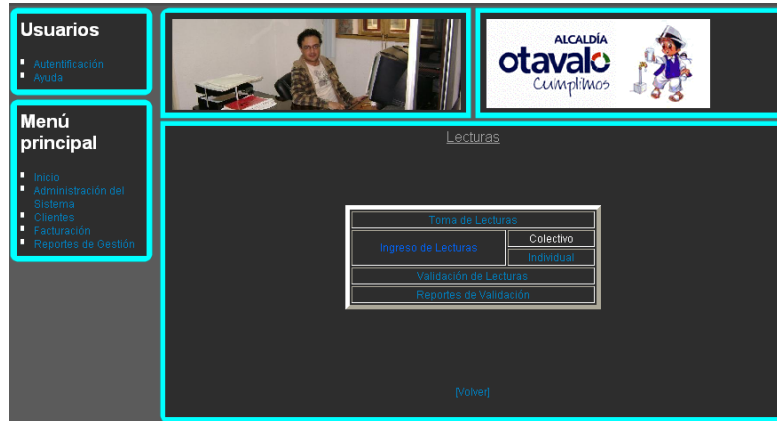 Usuarios
Autentificación
Ayuda
Menú
principal
Inicio
Administración del
Sistema
Clientes
Facturación
Reportes de Gestión
ALCALDÍA
otavalo
Cumplimos
Lecturas
Toma de Lecturas
Ingreso de Lecturas
Colectivo
Individual
Validación de Lecturas
Reportes de Validación
[Volver]